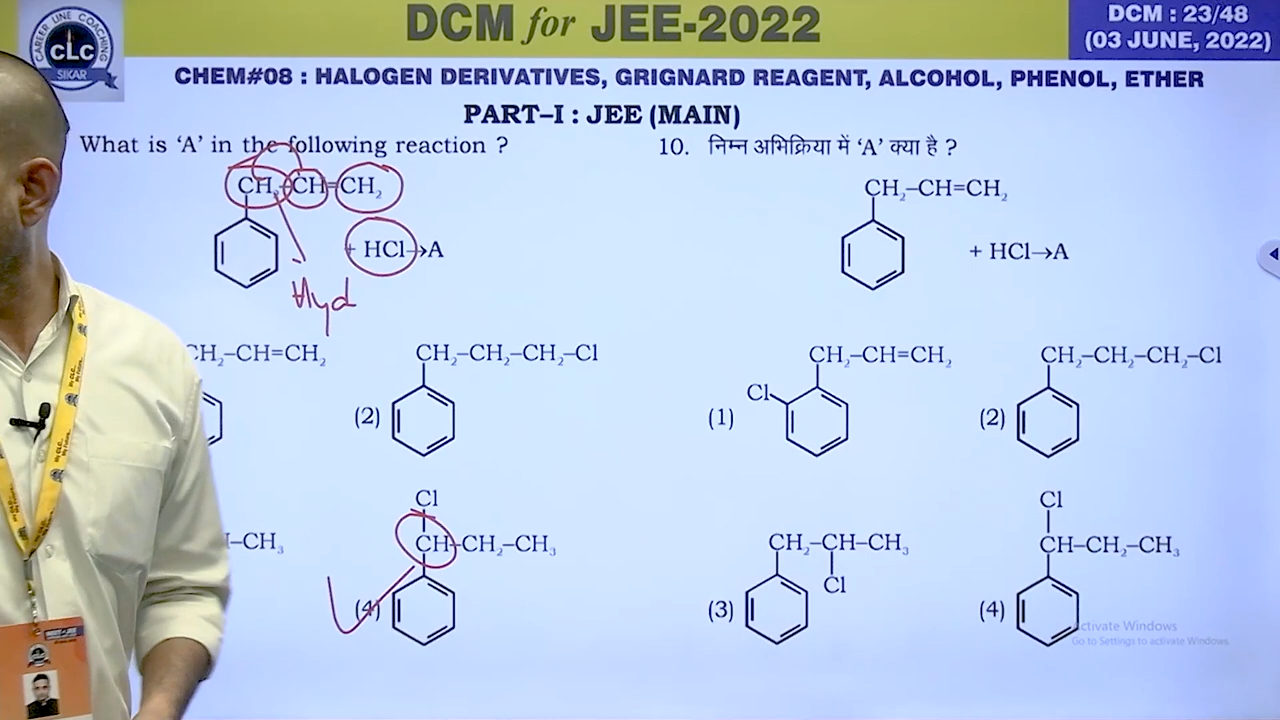 CAREER LINE COACHING
CLC
SIKAR
DCM for JEE-2022
DCM : 23/48
(03 JUNE, 2022)
CHEM#08 : HALOGEN DERIVATIVES, GRIGNARD REAGENT, ALCOHOL, PHENOL, ETHER
PART–I : JEE (MAIN)
What is 'A' in the following reaction ?
CH₂–CH=CH₂
+ HCl→A
Hyd
CH₂–CH=CH₂
(2)
CH₂–CH₂–CH₂–Cl
–CH₃
(4)
Cl
CH–CH₂–CH₃
10. निम्न अभिक्रिया में 'A' क्या है ?
CH₂–CH=CH₂
+ HCl→A
(1)
CH₂–CH=CH₂
Cl
(2)
CH₂–CH₂–CH₂–Cl
(3)
CH₂–CH–CH₃
Cl
(4)
Cl
CH–CH₂–CH₃
Activate Windows
Go to Settings to activate Windows.